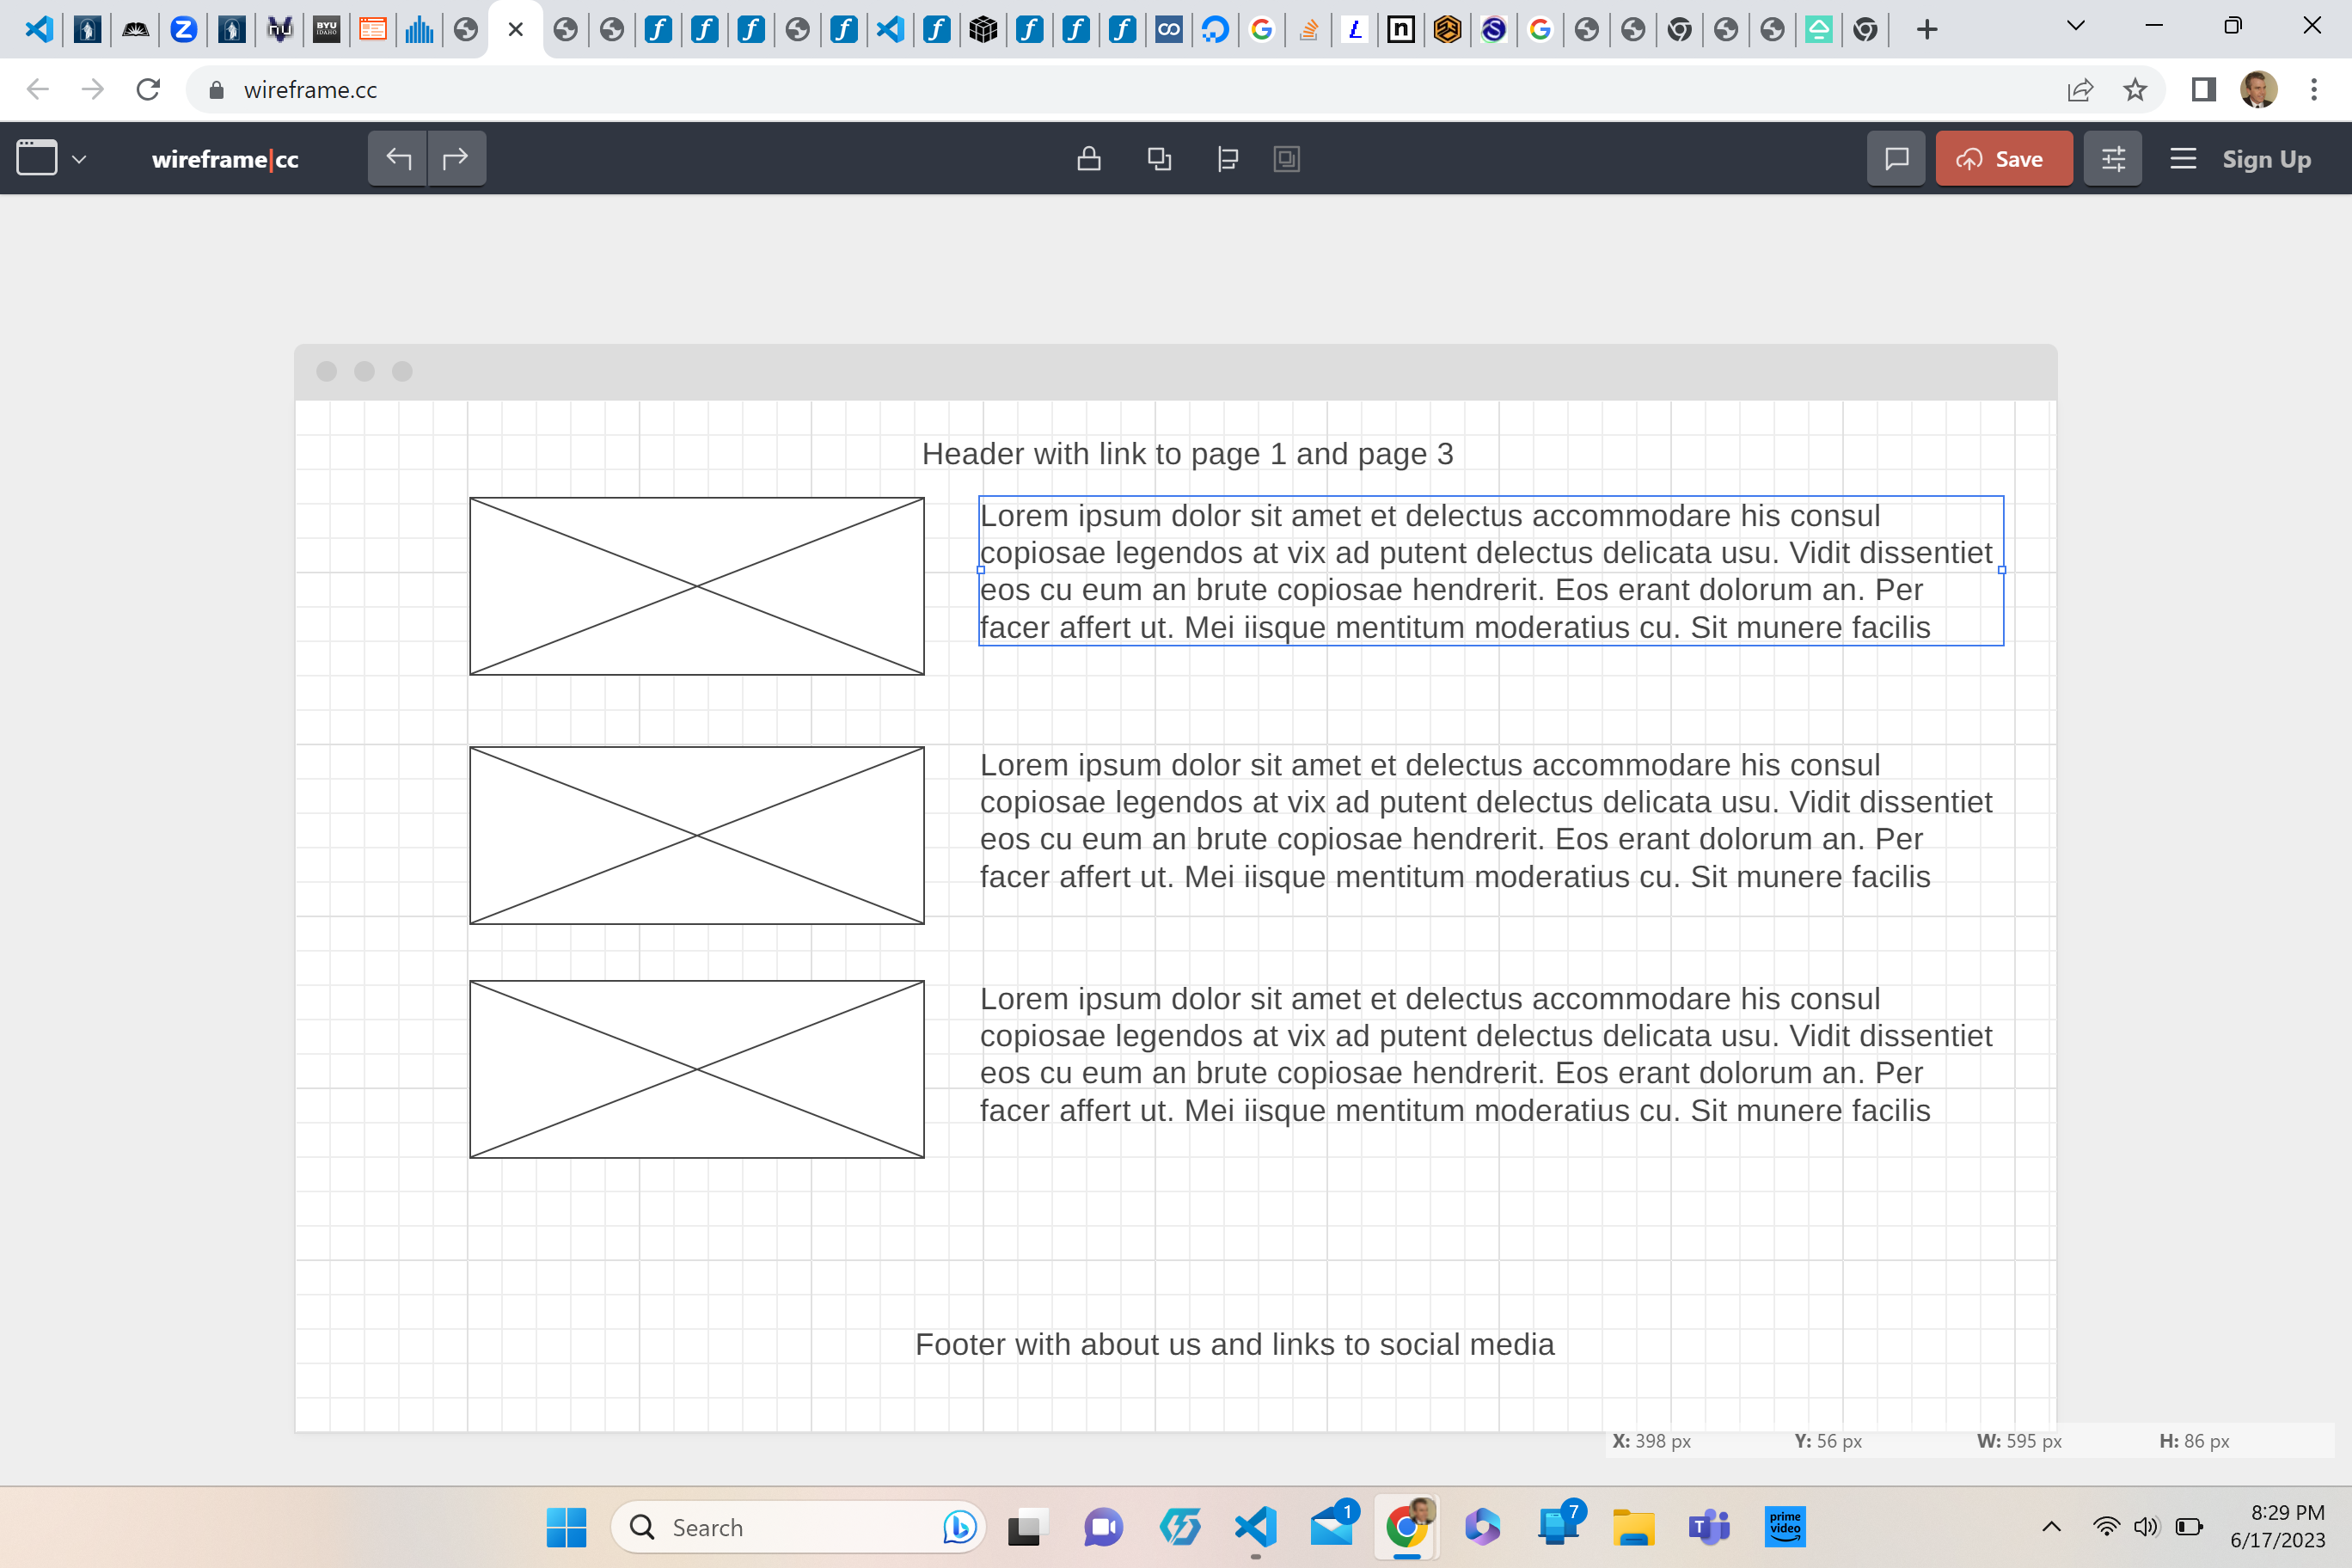 wireframe.cc
wireframe|cc
Save
Sign Up
Header with link to page 1 and page 3
Lorem ipsum dolor sit amet et delectus accommodare his consul
copiosae legendos at vix ad putent delectus delicata usu. Vidit dissentiet
eos cu eum an brute copiosae hendrerit. Eos erant dolorum an. Per
facer affert ut. Mei iisque mentitum moderatius cu. Sit munere facilis
Lorem ipsum dolor sit amet et delectus accommodare his consul
copiosae legendos at vix ad putent delectus delicata usu. Vidit dissentiet
eos cu eum an brute copiosae hendrerit. Eos erant dolorum an. Per
facer affert ut. Mei iisque mentitum moderatius cu. Sit munere facilis
Lorem ipsum dolor sit amet et delectus accommodare his consul
copiosae legendos at vix ad putent delectus delicata usu. Vidit dissentiet
eos cu eum an brute copiosae hendrerit. Eos erant dolorum an. Per
facer affert ut. Mei iisque mentitum moderatius cu. Sit munere facilis
Footer with about us and links to social media
X: 398 px Y: 56 px W: 595 px H: 86 px
Search
1
7
prime
video
8:29 PM
6/17/2023